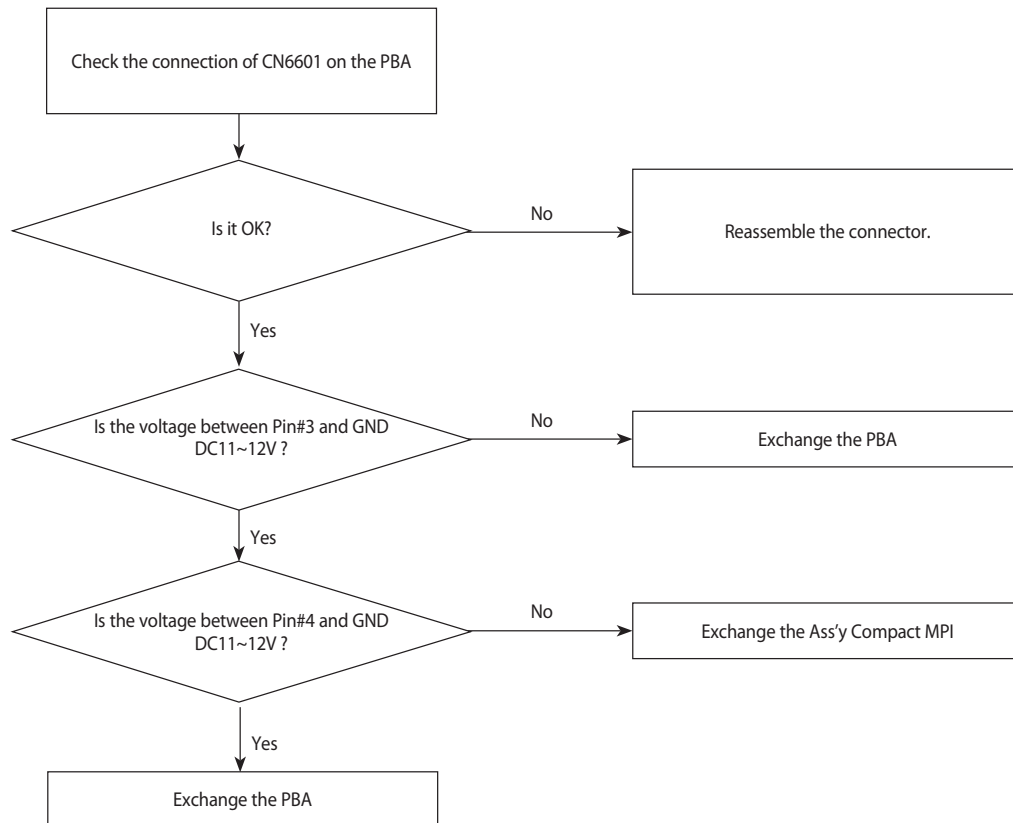 Check the connection of CN6601 on the PBA
Is it OK?
No
Reassemble the connector.
Yes
Is the voltage between Pin#3 and GND
DC11~12V ?
No
Exchange the PBA
Yes
Is the voltage between Pin#4 and GND
DC11~12V ?
No
Exchange the Ass’y Compact MPI
Yes
Exchange the PBA